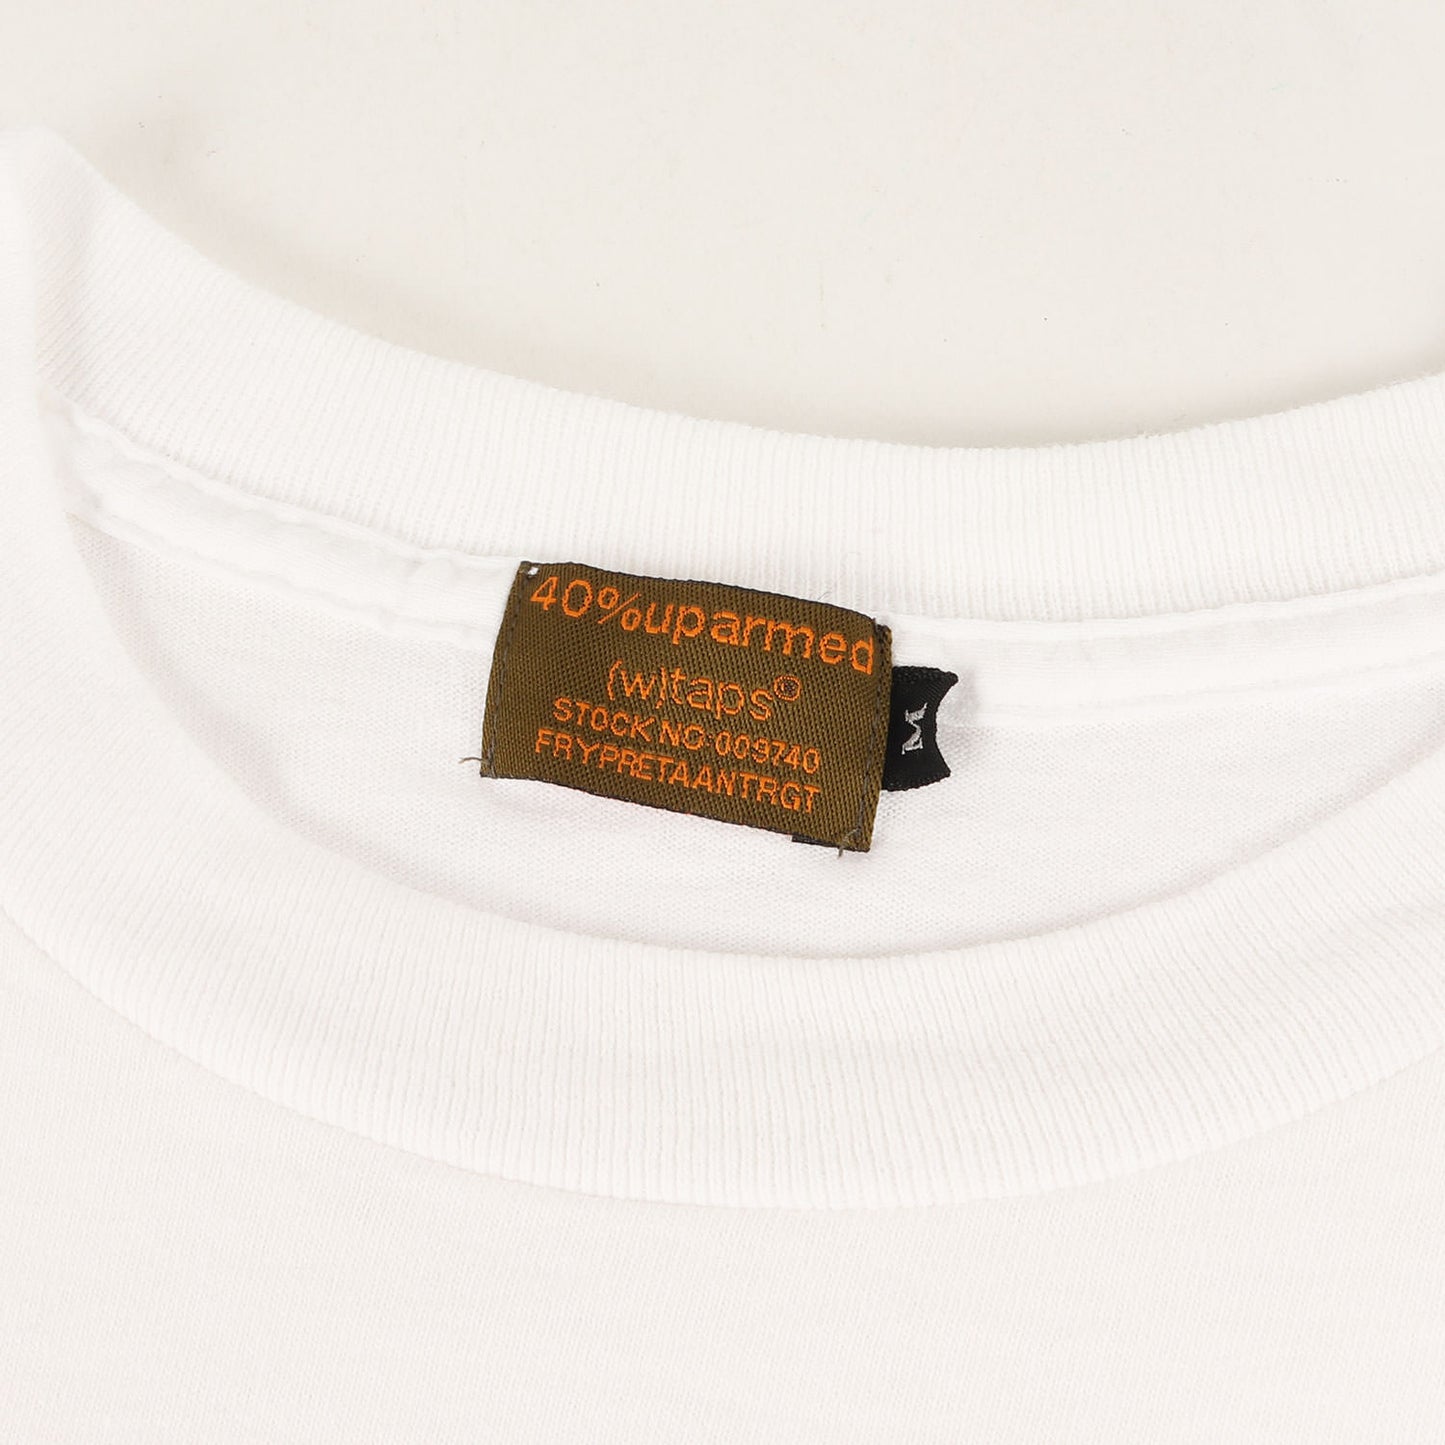 40%uparmed
(w)taps®
STOCK NO 009740
FRYPRETAANTRGT
M